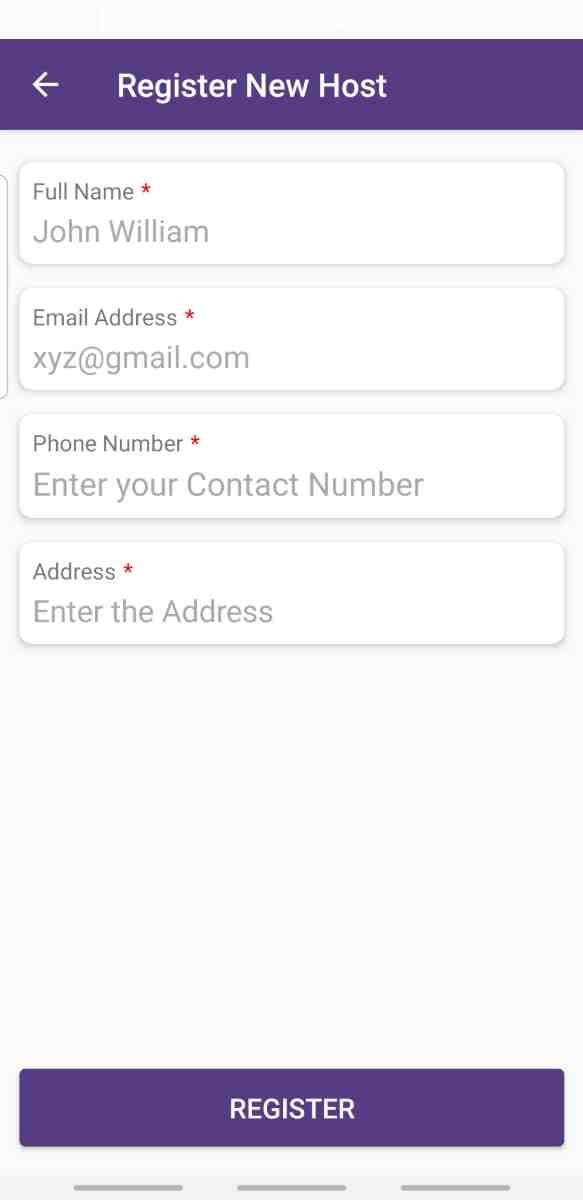 Register New Host
Full Name *
John William
Email Address *
xyz@gmail.com
Phone Number *
Enter your Contact Number
Address *
Enter the Address
REGISTER